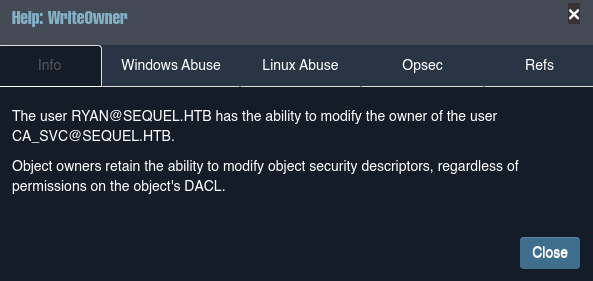 Help: WriteOwner
×
Info
Windows Abuse
Linux Abuse
Opsec
Refs
The user RYAN@SEQUEL.HTB has the ability to modify the owner of the user
CA_SVC@SEQUEL.HTB.
Object owners retain the ability to modify object security descriptors, regardless of
permissions on the object's DACL.
Close